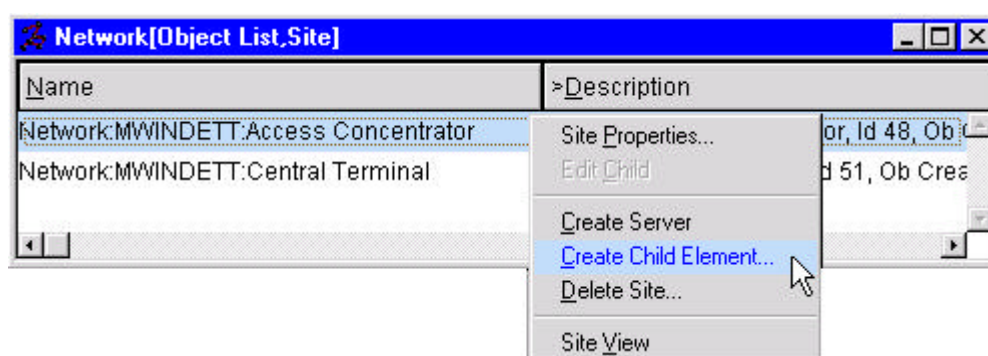 Network[Object List,Site]
Name >Description
Network:MWINDETT:Access Concentrator or, Id 48, Ob
Network:MWINDETT:Central Terminal d 51, Ob Crea
Site Properties...
Edit Child
Create Server
Create Child Element...
Delete Site...
Site View